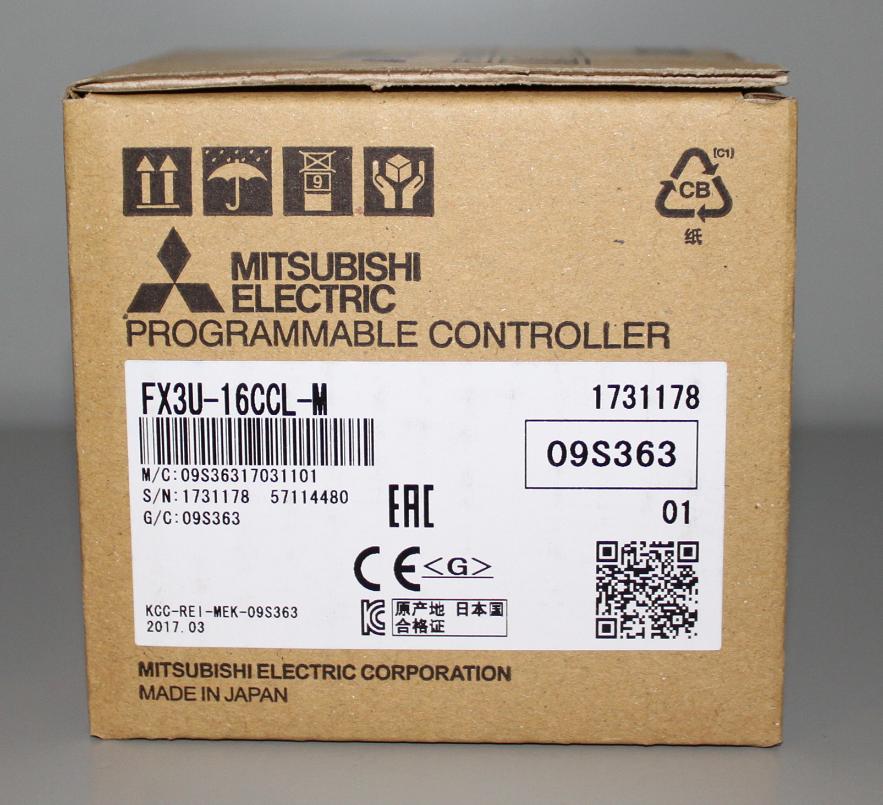 9
CB
[C1]
纸
MITSUBISHI
ELECTRIC
PROGRAMMABLE CONTROLLER
FX3U-16CCL-M
1731178
M/C:09S36317031101
S/N:1731178 57114480
G/C:09S363
09S363
01
EAC
CE <G>
KCC-REI-MEK-09S363
2017.03
KC
原产地 日本国
合格证
MITSUBISHI ELECTRIC CORPORATION
MADE IN JAPAN